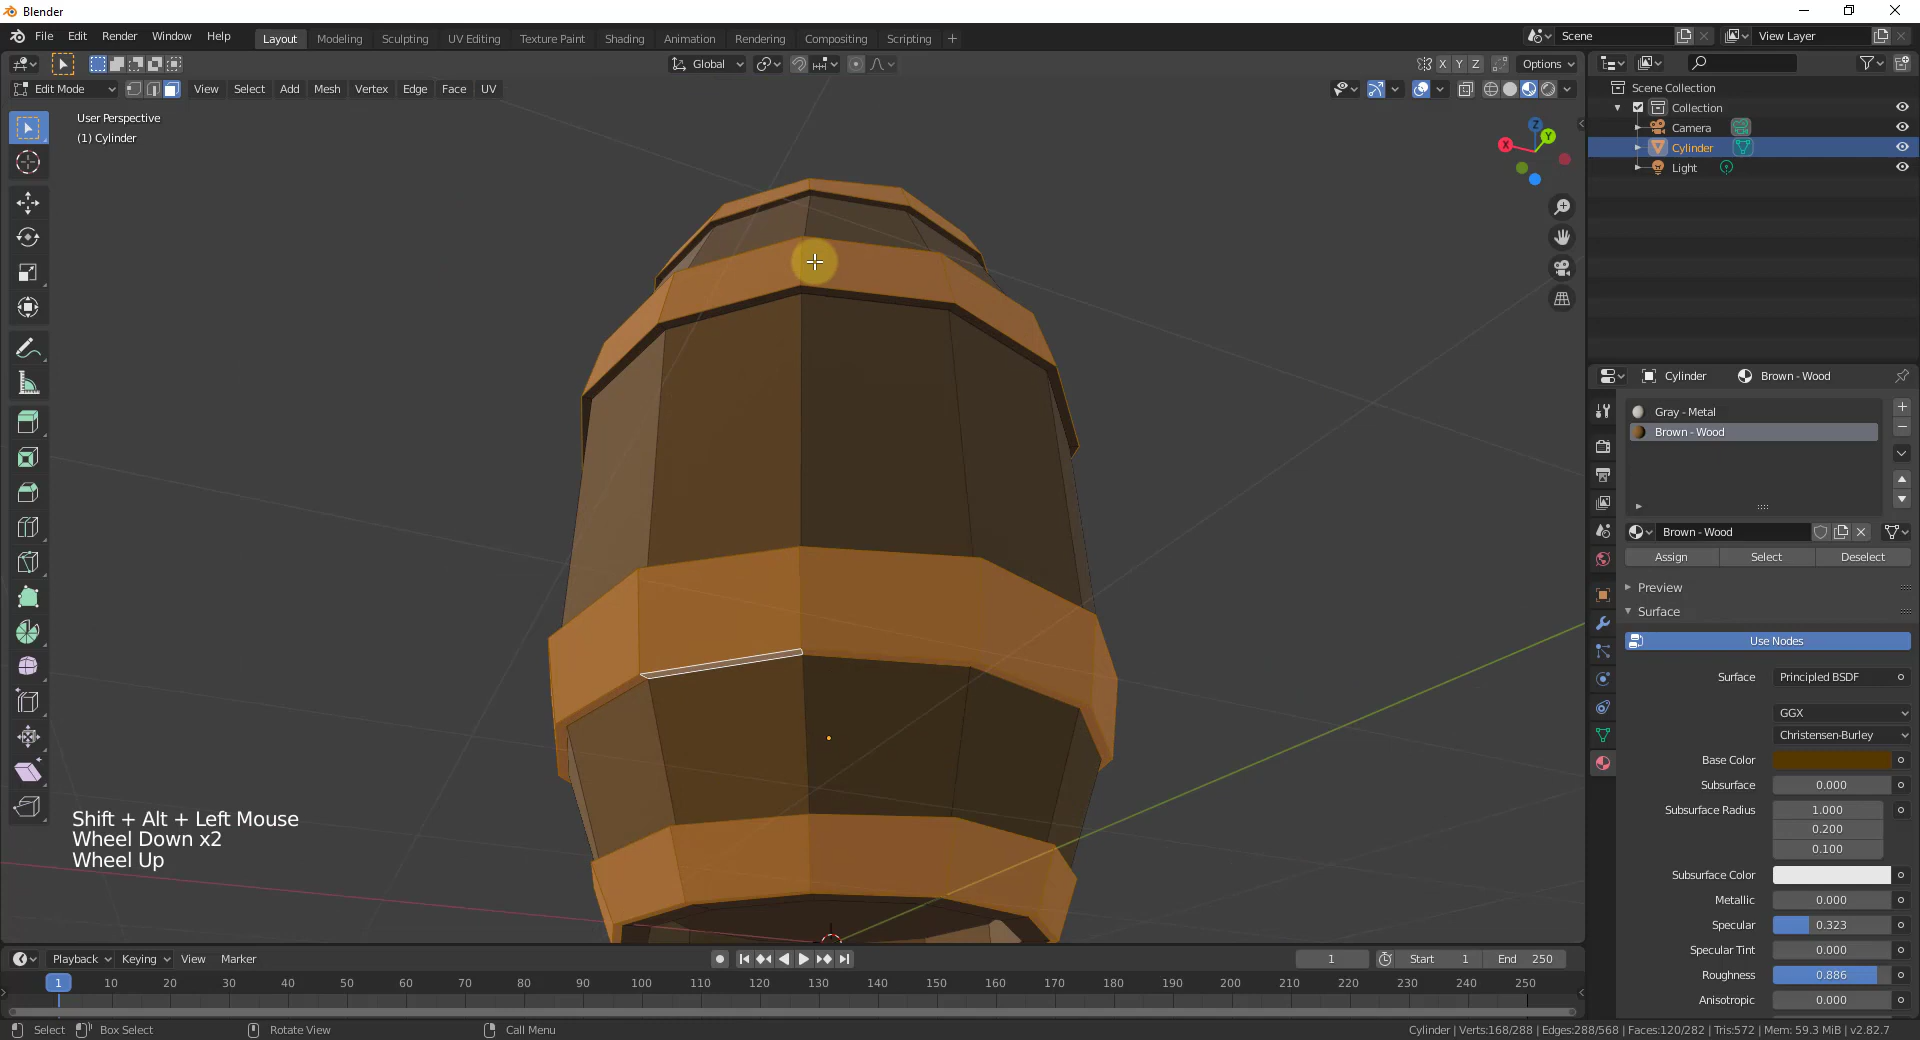 Blender
File Edit Render Window Help
Layout Modeling Sculpting UV Editing Texture Paint Shading Animation Rendering Compositing Scripting +
Scene
View Layer
Global
X Y Z
Options
Edit Mode
View Select Add Mesh Vertex Edge Face UV
User Perspective
(1) Cylinder
Z
Y
X
Scene Collection
Collection
Camera
Cylinder
Light
Cylinder
Brown - Wood
Gray - Metal
Brown - Wood
Brown - Wood
Assign
Select
Deselect
Preview
Surface
Use Nodes
Surface Principled BSDF
GGX
Christensen-Burley
Base Color
Subsurface 0.000
Subsurface Radius 1.000
0.200
0.100
Subsurface Color
Metallic 0.000
Specular 0.323
Specular Tint 0.000
Roughness 0.886
Anisotropic 0.000
Shift + Alt + Left Mouse
Wheel Down x2
Wheel Up
Playback Keying View Marker
1
Start 1
End 250
1 10 20 30 40 50 60 70 80 90 100 110 120 130 140 150 160 170 180 190 200 210 220 230 240 250
Select Box Select Rotate View Call Menu
Cylinder | Verts:168/288 | Edges:288/568 | Faces:120/282 | Tris:572 | Mem: 59.3 MiB | v2.82.7